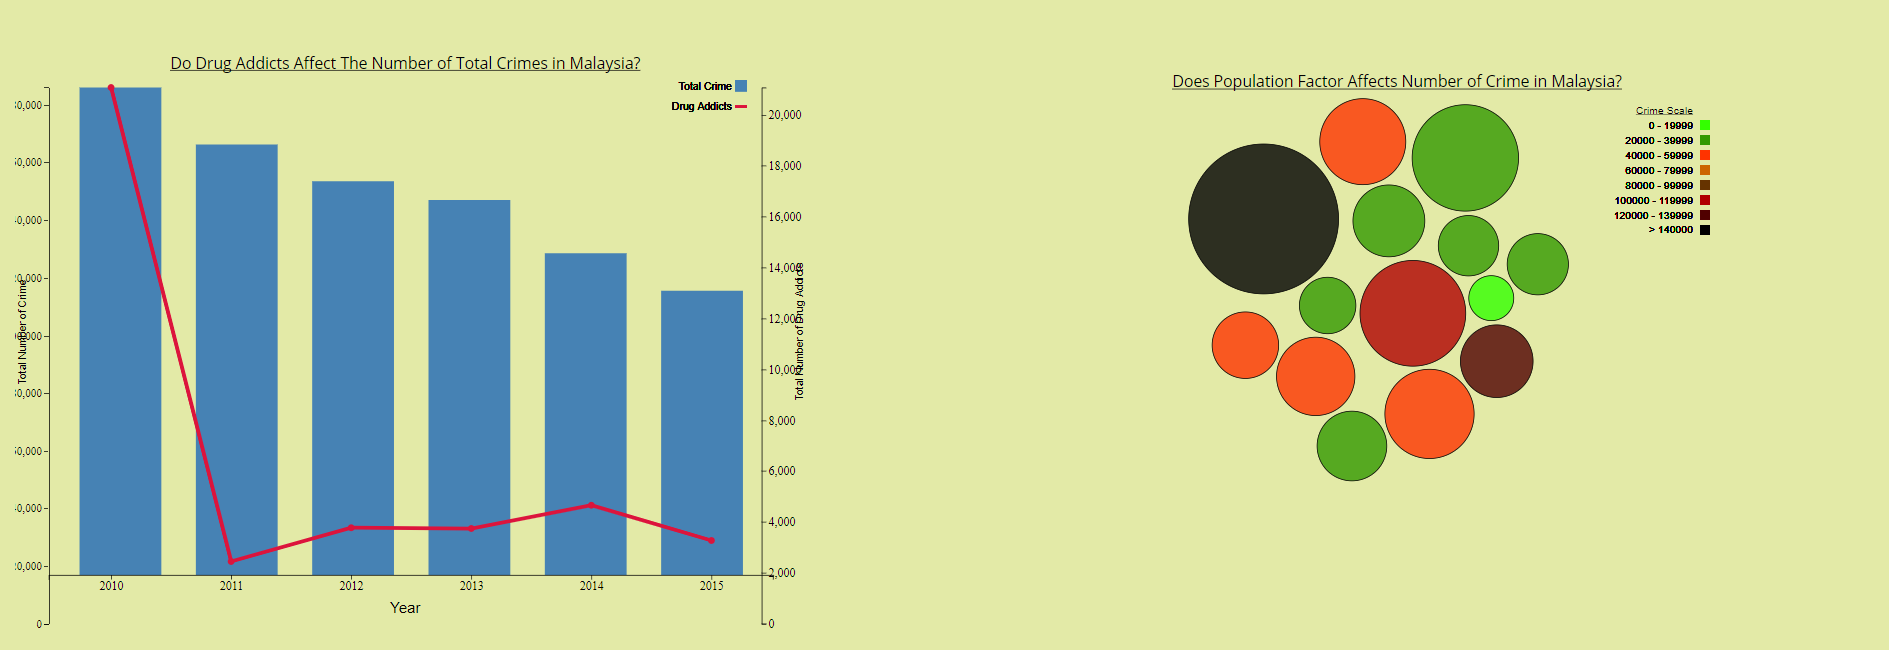 Do Drug Addicts Affect The Number of Total Crimes in Malaysia?
Total Crime
Drug Addicts
Total Number of Crime
0
20,000
18,000
16,000
14,000
12,000
10,000
8,000
6,000
4,000
2,000
0
Total Number of Drug Addicts
2010 2011 2012 2013 2014 2015
Year
Does Population Factor Affects Number of Crime in Malaysia?
Crime Scale
0 - 19999
20000 - 39999
40000 - 59999
60000 - 79999
80000 - 99999
100000 - 119999
120000 - 139999
> 140000